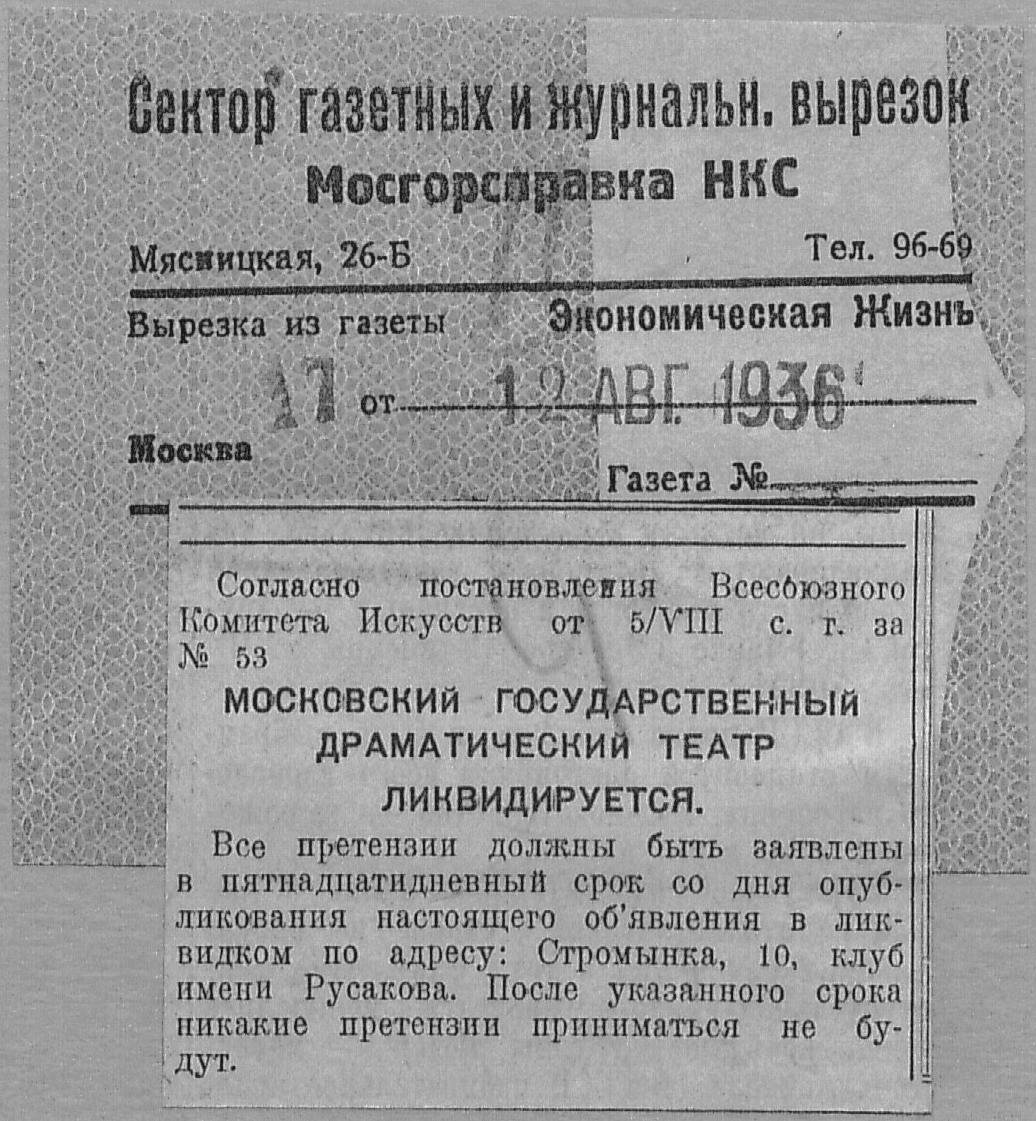 Сектор газетных и журнальн. вырезок
Мосгорсправка НКС
Мясницкая, 26-Б Тел. 96-69
Вырезка из газеты Экономическая Жизнь
17 от 12 АВГ. 1936
Москва
Газета №
Согласно постановления Всесоюзного
Комитета Искусств от 5/VIII с. г. за
№ 53
МОСКОВСКИЙ ГОСУДАРСТВЕННЫЙ
ДРАМАТИЧЕСКИЙ ТЕАТР
ЛИКВИДИРУЕТСЯ.
Все претензии должны быть заявлены
в пятнадцатидневный срок со дня опуб-
ликования настоящего об'явления в лик-
видком по адресу: Стромынка, 10, клуб
имени Русакова. После указанного срока
никакие претензии приниматься не бу-
дут.